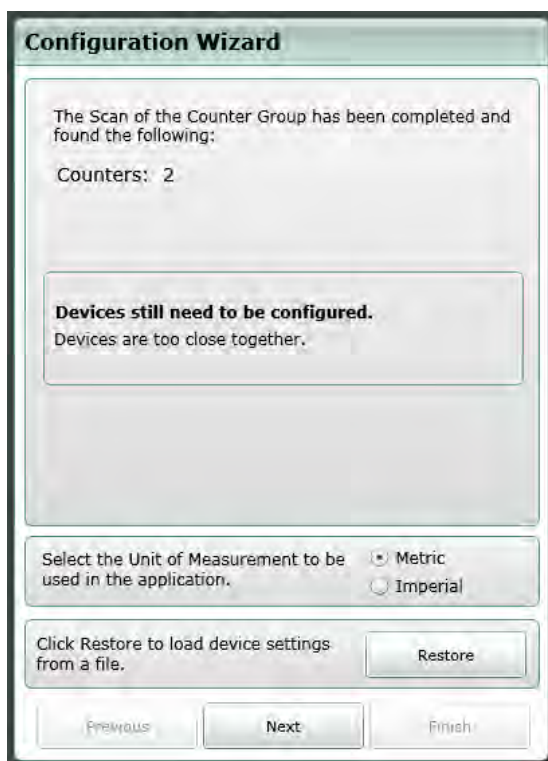 Configuration Wizard
The Scan of the Counter Group has been completed and
found the following:
Counters: 2
Devices still need to be configured.
Devices are too close together.
Select the Unit of Measurement to be
used in the application.
Metric
Imperial
Click Restore to load device settings
from a file.
Restore
Previous
Next
Finish